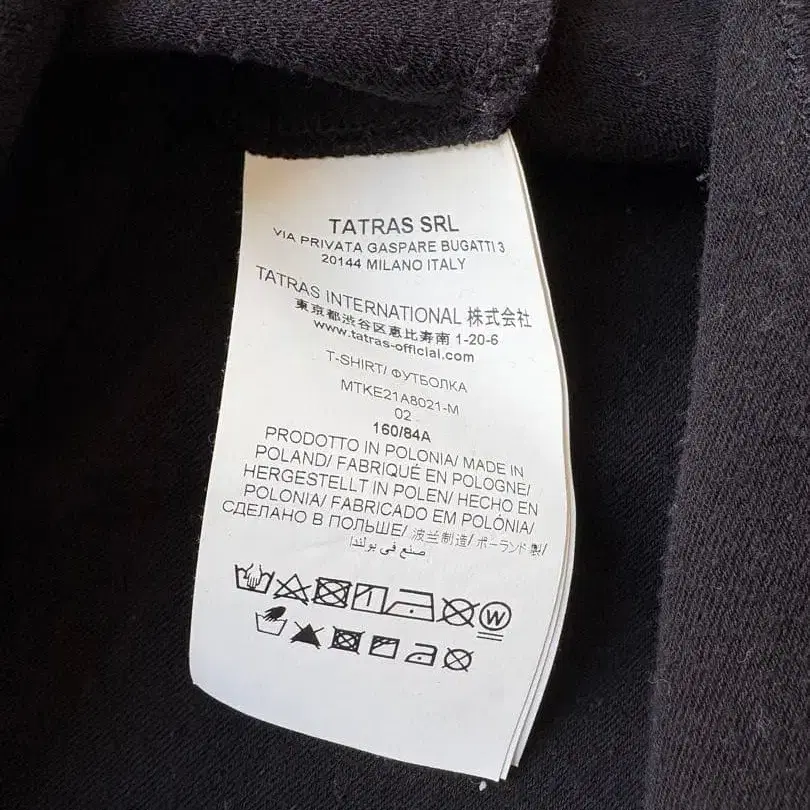 TATRAS SRL
VIA PRIVATA GASPARE BUGATTI 3
20144 MILANO ITALY
TATRAS INTERNATIONAL 株式会社
東京都渋谷区恵比寿南 1-20-6
www.tatras-official.com
T-SHIRT/ ФУТБОЛКА
MTKE21A8021-M
02
160/84A
PRODOTTO IN POLONIA/ MADE IN
POLAND/ FABRIQUÉ EN POLOGNE/
HERGESTELLT IN POLEN/ HECHO EN
POLONIA/ FABRICADO EM POLÓNIA/
СДЕЛАНО В ПОЛЬШЕ/ 波兰制造/ ポーランド製/
صنع في بولندا
W